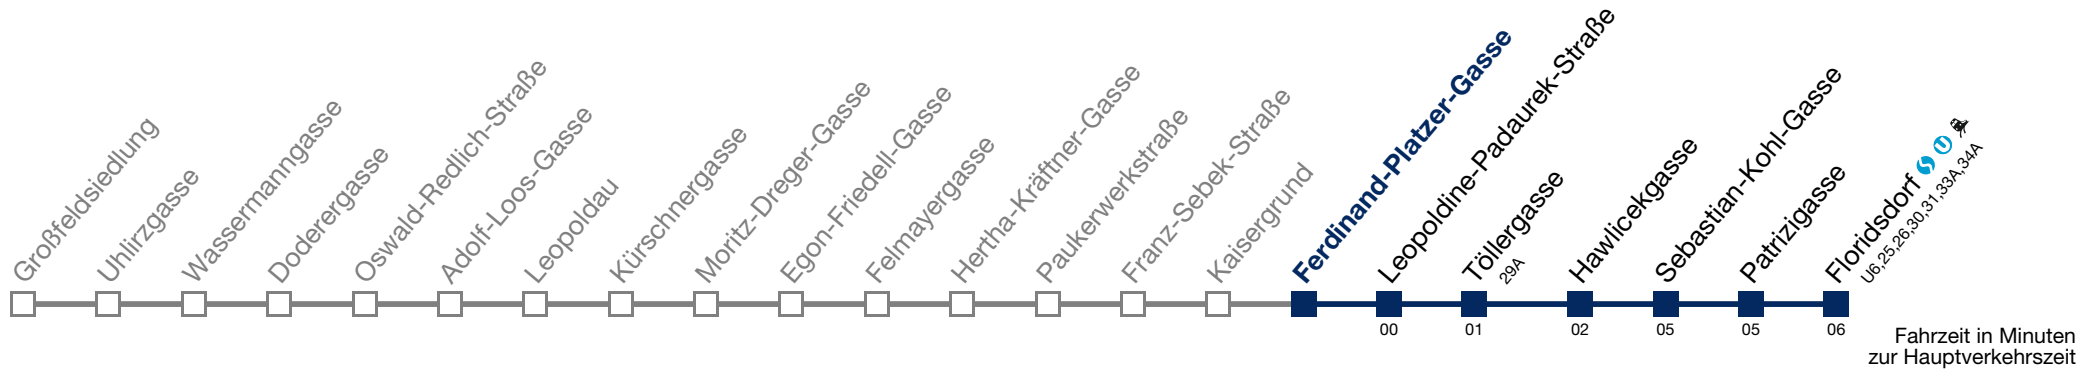 Großfeldsiedlung
Uhlirzgasse
Wassermanngasse
Doderergasse
Oswald-Redlich-Straße
Adolf-Loos-Gasse
Leopoldau
Kürschnergasse
Moritz-Dreger-Gasse
Egon-Friedell-Gasse
Felmayergasse
Hertha-Kräftner-Gasse
Paukerwerkstraße
Franz-Sebek-Straße
Kaisergrund
Ferdinand-Platzer-Gasse
Leopoldine-Padaurek-Straße
Töllergasse
29A
Hawlicekgasse
Sebastian-Kohl-Gasse
Patrizigasse
Floridsdorf S U
U6,25,26,30,31,33A,34A
00 01 02 05 05 06
Fahrzeit in Minuten
zur Hauptverkehrszeit